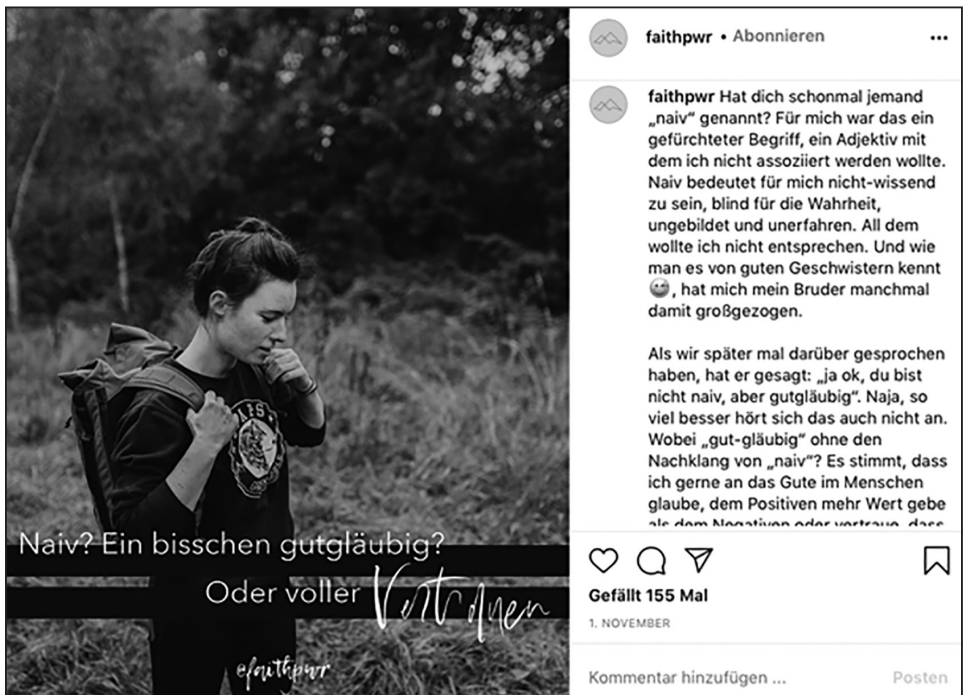 Naiv? Ein bisschen gutgläubig?
Oder voller Vertrauen
@faithpwr
faithpwr • Abonnieren
faithpwr Hat dich schonmal jemand
„naiv“ genannt? Für mich war das ein
gefürchteter Begriff, ein Adjektiv mit
dem ich nicht assoziiert werden wollte.
Naiv bedeutet für mich nicht-wissend
zu sein, blind für die Wahrheit,
ungebildet und unerfahren. All dem
wollte ich nicht entsprechen. Und wie
man es von guten Geschwistern kennt
😉, hat mich mein Bruder manchmal
damit großgezogen.
Als wir später mal darüber gesprochen
haben, hat er gesagt: „ja ok, du bist
nicht naiv, aber gutgläubig“. Naja, so
viel besser hört sich das auch nicht an.
Wobei „gut-gläubig“ ohne den
Nachklang von „naiv“? Es stimmt, dass
ich gerne an das Gute im Menschen
glaube, dem Positiven mehr Wert gebe
als dem Negativen oder vertraue, dass
Gefällt 155 Mal
1. NOVEMBER
Kommentar hinzufügen ...
Posten